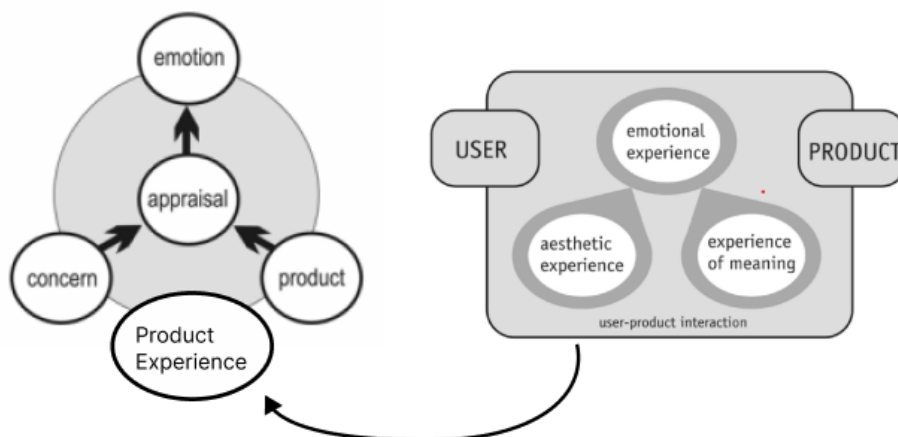 emotion
appraisal
concern
product
Product
Experience
USER
PRODUCT
emotional
experience
aesthetic
experience
experience
of meaning
user-product interaction